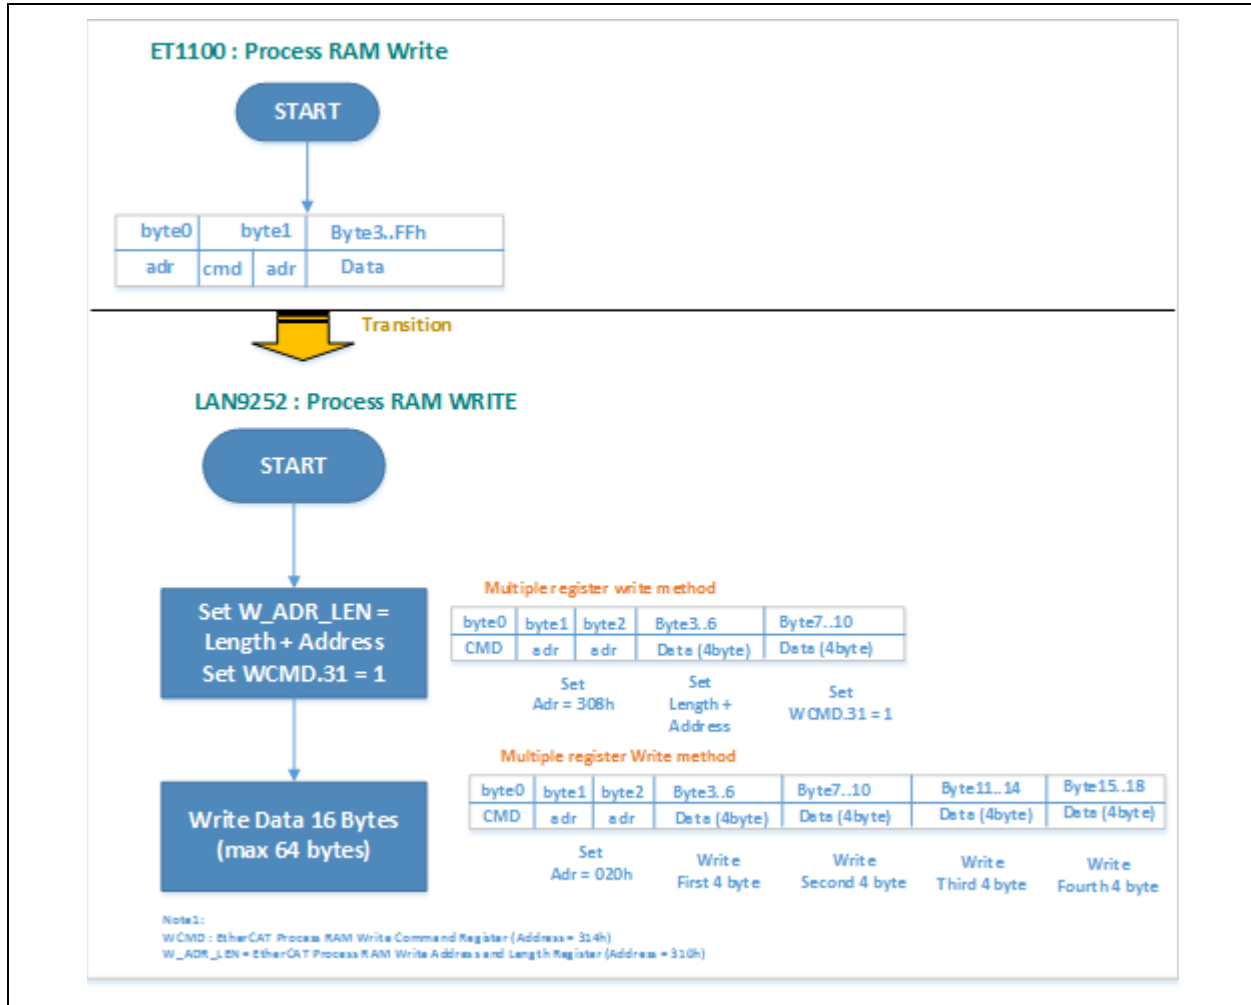 ET1100 : Process RAM Write
START
byte0 byte1 Byte3..FFh
adr cmd adr Data
Transition
LAN9252 : Process RAM WRITE
START
Set W_ADR_LEN =
Length + Address
Set WCMD.31 = 1
Multiple register write method
byte0 byte1 byte2 Byte3..6 Byte7..10
CMD adr adr Data (4byte) Data (4byte)
Set
Adr = 308h
Set
Length +
Address
Set
WCMD.31 = 1
Write Data 16 Bytes
(max 64 bytes)
Multiple register Write method
byte0 byte1 byte2 Byte3..6 Byte7..10 Byte11..14 Byte15..18
CMD adr adr Data (4byte) Data (4byte) Data (4byte) Data (4byte)
Set
Adr = 020h
Write
First 4 byte
Write
Second 4 byte
Write
Third 4 byte
Write
Fourth 4 byte
Note1:
WCMD : EtherCAT Process RAM Write Command Register (Address = 314h)
W_ADR_LEN = EtherCAT Process RAM Write Address and Length Register (Address = 310h)